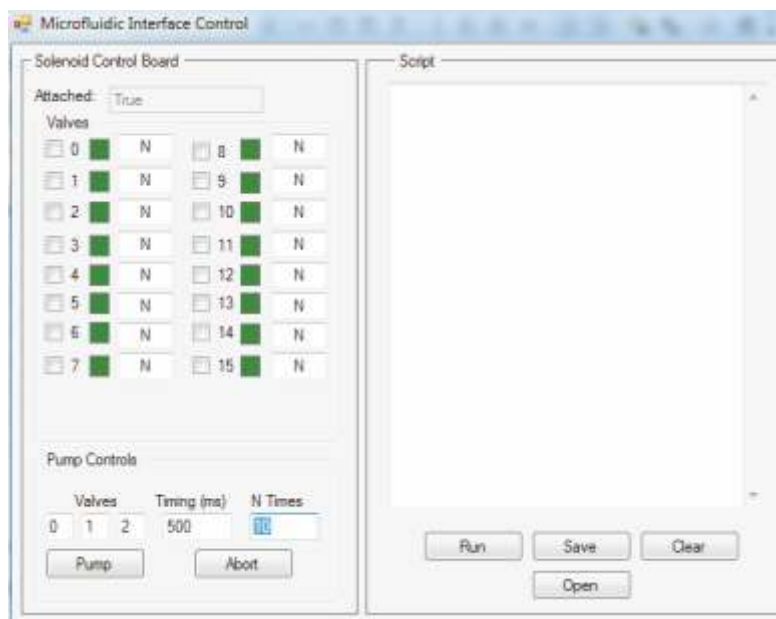 Microfluidic Interface Control
Solenoid Control Board
Attached: True
Valves
0 N 8 N
1 N 9 N
2 N 10 N
3 N 11 N
4 N 12 N
5 N 13 N
6 N 14 N
7 N 15 N
Pump Controls
Valves Timing (ms) N Times
0 1 2 500 10
Pump Abort
Script
Run Save Clear
Open